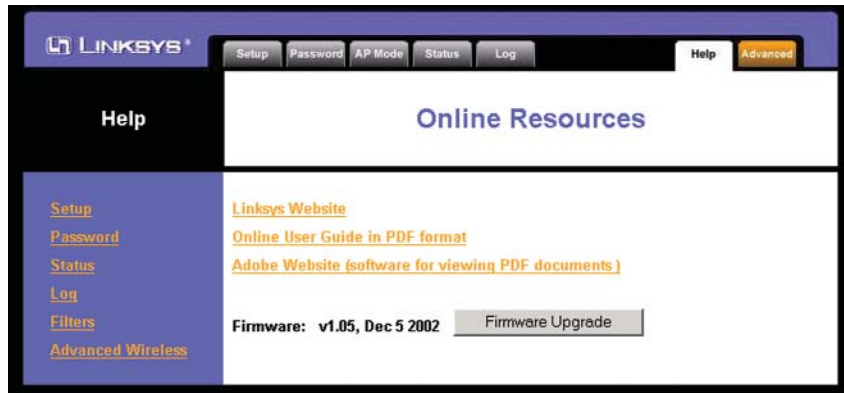 LINKSYS®
Setup Password AP Mode Status Log Help Advanced
Help
Online Resources
Setup
Password
Status
Log
Filters
Advanced Wireless
Linksys Website
Online User Guide in PDF format
Adobe Website (software for viewing PDF documents )
Firmware: v1.05, Dec 5 2002 Firmware Upgrade